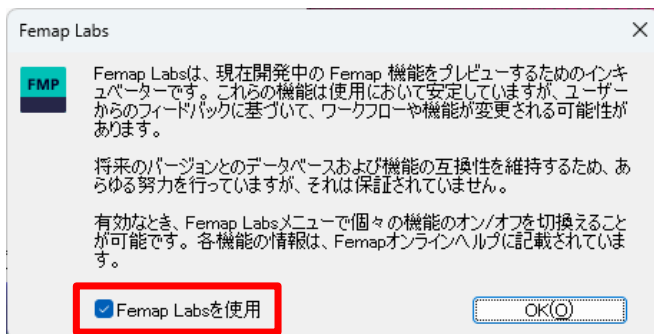 Femap Labs
FMP
Femap Labsは、現在開発中の Femap 機能をプレビューするためのインキ
ュベーターです。これらの機能は使用において安定していますが、ユーザー
からのフィードバックに基づいて、ワークフローや機能が変更される可能性が
あります。
将来のバージョンとのデータベースおよび機能の互換性を維持するため、あ
らゆる努力を行っていますが、それは保証されていません。
有効なとき、Femap Labsメニューで個々の機能のオン/オフを切換えること
が可能です。各機能の情報は、Femapオンラインヘルプに記載されていま
す。
Femap Labsを使用
OK(O)